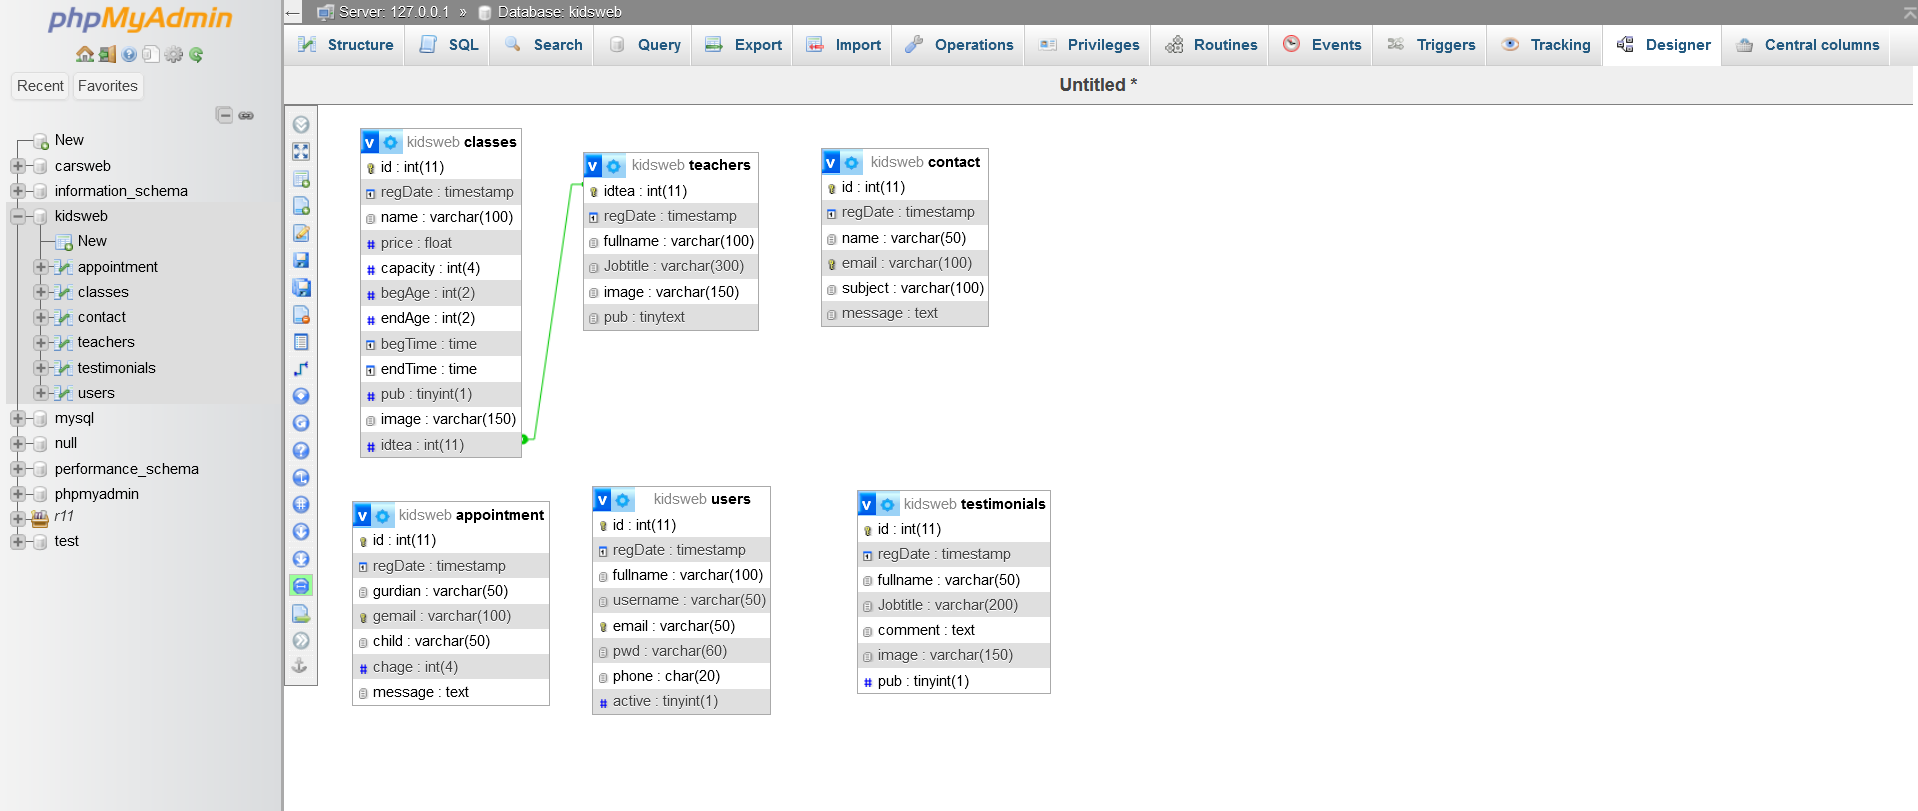 phpMyAdmin
Recent
Favorites
New
carsweb
information_schema
kidsweb
New
appointment
classes
contact
teachers
testimonials
users
mysql
null
performance_schema
phpmyadmin
r11
test
← Server: 127.0.0.1 » Database: kidsweb
Structure SQL Search Query Export Import Operations Privileges Routines Events Triggers Tracking Designer Central columns
Untitled *
v kidsweb classes
id : int(11)
regDate : timestamp
name : varchar(100)
# price : float
# capacity : int(4)
# begAge : int(2)
# endAge : int(2)
begTime : time
endTime : time
# pub : tinyint(1)
image : varchar(150)
# idtea : int(11)
v kidsweb teachers
idtea : int(11)
regDate : timestamp
fullname : varchar(100)
Jobtitle : varchar(300)
image : varchar(150)
pub : tinytext
v kidsweb contact
id : int(11)
regDate : timestamp
name : varchar(50)
email : varchar(100)
subject : varchar(100)
message : text
v kidsweb appointment
id : int(11)
regDate : timestamp
gurdian : varchar(50)
gemail : varchar(100)
child : varchar(50)
# chage : int(4)
message : text
v kidsweb users
id : int(11)
regDate : timestamp
fullname : varchar(100)
username : varchar(50)
email : varchar(50)
pwd : varchar(60)
phone : char(20)
# active : tinyint(1)
v kidsweb testimonials
id : int(11)
regDate : timestamp
fullname : varchar(50)
Jobtitle : varchar(200)
comment : text
image : varchar(150)
# pub : tinyint(1)